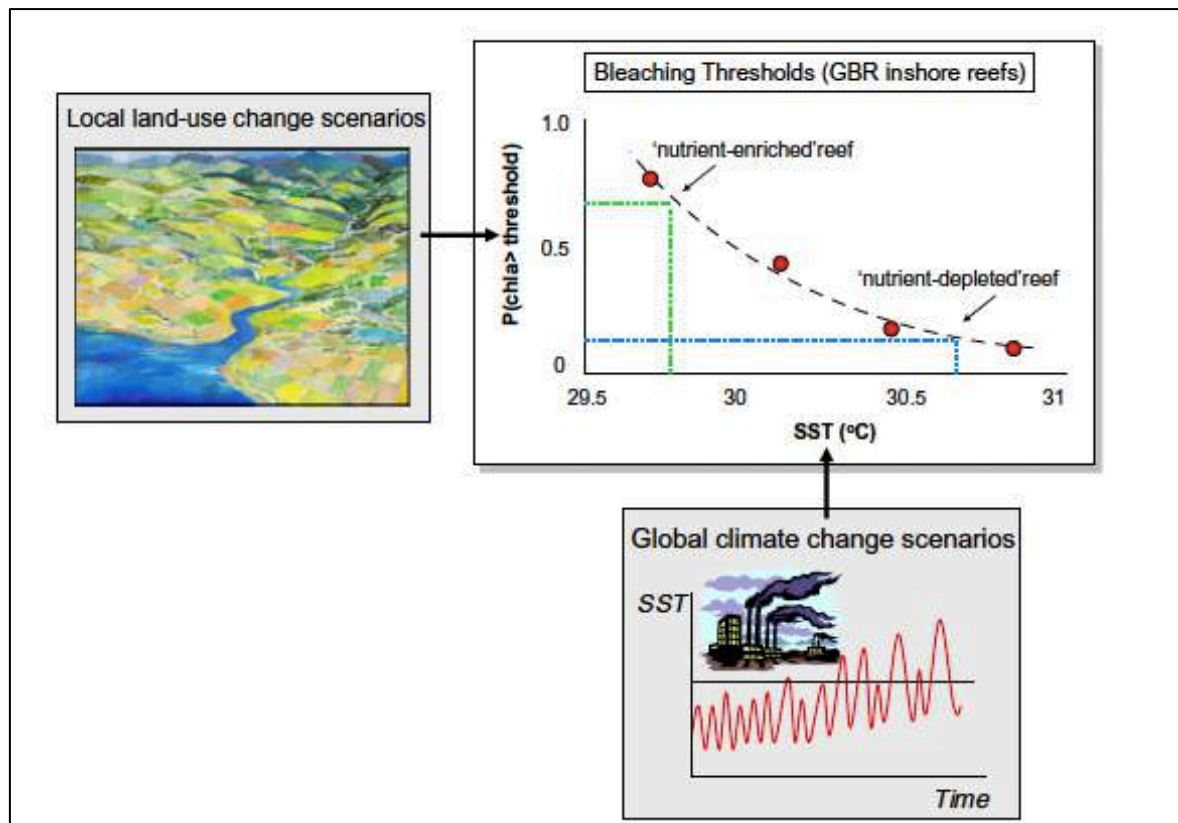 Bleaching Thresholds (GBR inshore reefs)
Local land-use change scenarios
1.0
'nutrient-enriched'reef
P(chla> threshold)
0.5
'nutrient-depleted'reef
0
29.5 30 30.5 31
SST (ºC)
Global climate change scenarios
SST
Time